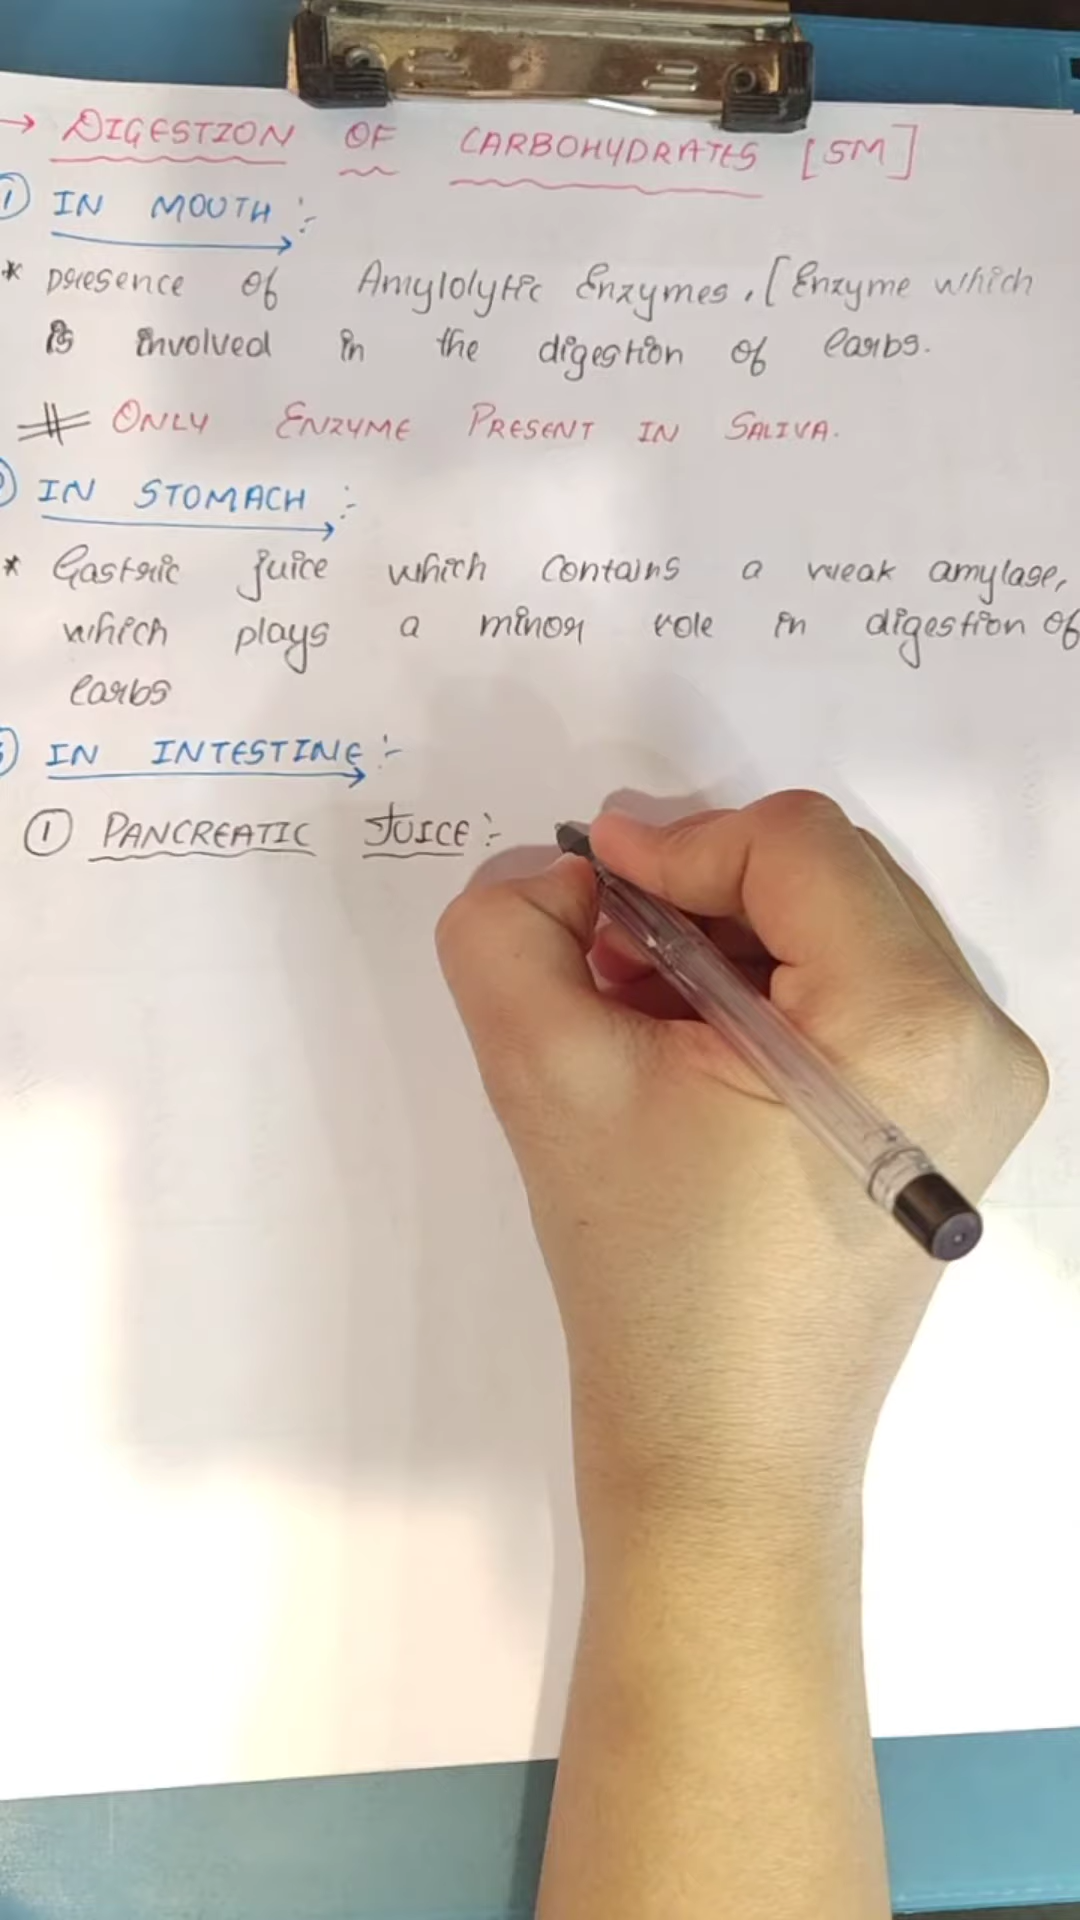 → DIGESTION OF CARBOHYDRATES [5M]
① IN MOUTH :-
* presence of Amylolytic Enzymes. [Enzyme which
is involved in the digestion of carbs.
# ONLY ENZYME PRESENT IN SALIVA.
IN STOMACH :-
* Gastric juice which contains a weak amylase,
which plays a minor role in digestion of
carbs
IN INTESTINE :-
① PANCREATIC JUICE :-